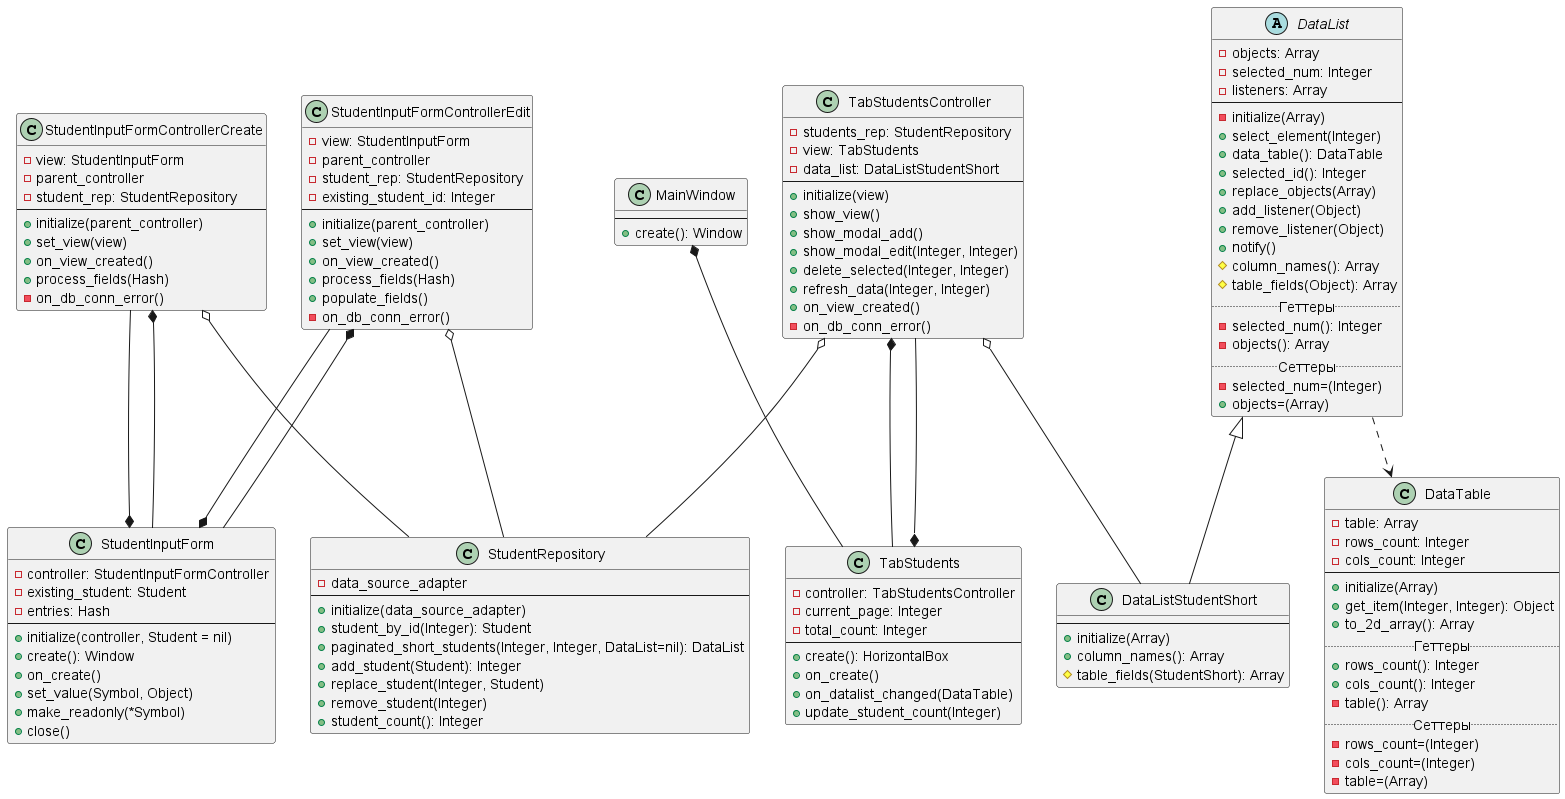 A DataList
objects: Array
selected_num: Integer
listeners: Array
initialize(Array)
select_element(Integer)
data_table(): DataTable
selected_id(): Integer
replace_objects(Array)
add_listener(Object)
remove_listener(Object)
notify()
column_names(): Array
table_fields(Object): Array
Геттеры
selected_num(): Integer
objects(): Array
Сеттеры
selected_num=(Integer)
objects=(Array)
C StudentInputFormControllerCreate
view: StudentInputForm
parent_controller
student_rep: StudentRepository
initialize(parent_controller)
set_view(view)
on_view_created()
process_fields(Hash)
on_db_conn_error()
C StudentInputFormControllerEdit
view: StudentInputForm
parent_controller
student_rep: StudentRepository
existing_student_id: Integer
initialize(parent_controller)
set_view(view)
on_view_created()
process_fields(Hash)
populate_fields()
on_db_conn_error()
C MainWindow
create(): Window
C TabStudentsController
students_rep: StudentRepository
view: TabStudents
data_list: DataListStudentShort
initialize(view)
show_view()
show_modal_add()
show_modal_edit(Integer, Integer)
delete_selected(Integer, Integer)
refresh_data(Integer, Integer)
on_view_created()
on_db_conn_error()
C StudentInputForm
controller: StudentInputFormController
existing_student: Student
entries: Hash
initialize(controller, Student = nil)
create(): Window
on_create()
set_value(Symbol, Object)
make_readonly(*Symbol)
close()
C StudentRepository
data_source_adapter
initialize(data_source_adapter)
student_by_id(Integer): Student
paginated_short_students(Integer, Integer, DataList=nil): DataList
add_student(Student): Integer
replace_student(Integer, Student)
remove_student(Integer)
student_count(): Integer
C TabStudents
controller: TabStudentsController
current_page: Integer
total_count: Integer
create(): HorizontalBox
on_create()
on_datalist_changed(DataTable)
update_student_count(Integer)
C DataListStudentShort
initialize(Array)
column_names(): Array
table_fields(StudentShort): Array
C DataTable
table: Array
rows_count: Integer
cols_count: Integer
initialize(Array)
get_item(Integer, Integer): Object
to_2d_array(): Array
Геттеры
rows_count(): Integer
cols_count(): Integer
table(): Array
Сеттеры
rows_count=(Integer)
cols_count=(Integer)
table=(Array)